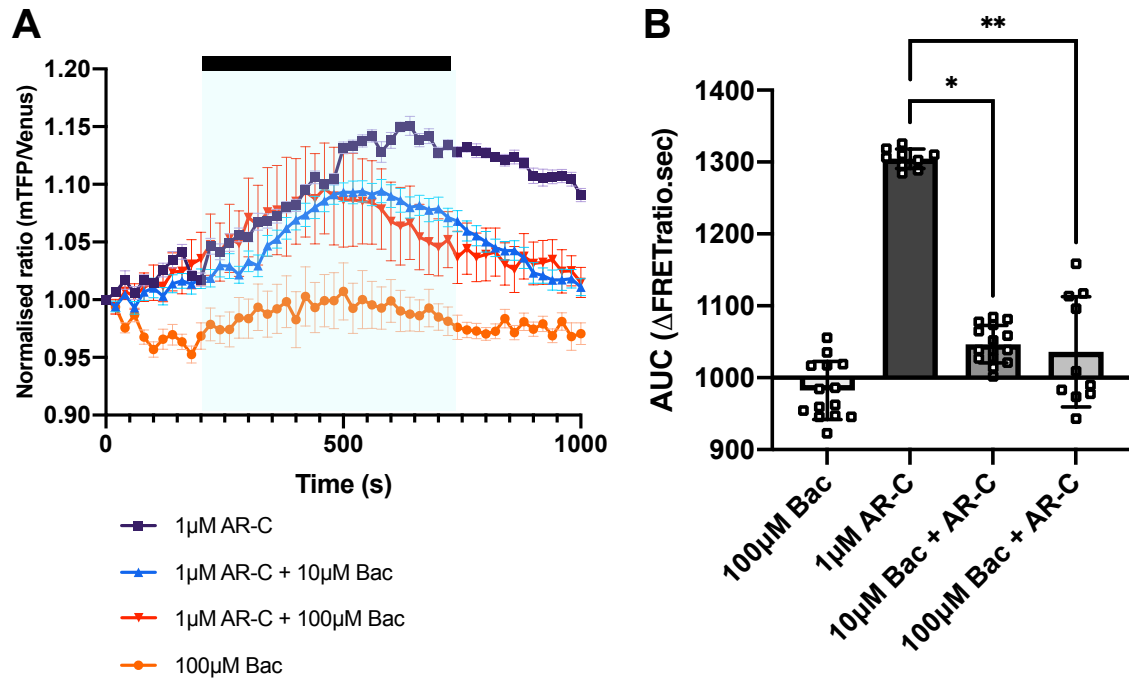 A
Normalised ratio (mTFP/Venus)
1.20
1.15
1.10
1.05
1.00
0.95
0.90
0
500
1000
Time (s)
1µM AR-C
1µM AR-C + 10µM Bac
1µM AR-C + 100µM Bac
100µM Bac
B
**
*
AUC (ΔFRETratio.sec)
1400
1300
1200
1100
1000
900
100µM Bac
1µM AR-C
10µM Bac + AR-C
100µM Bac + AR-C